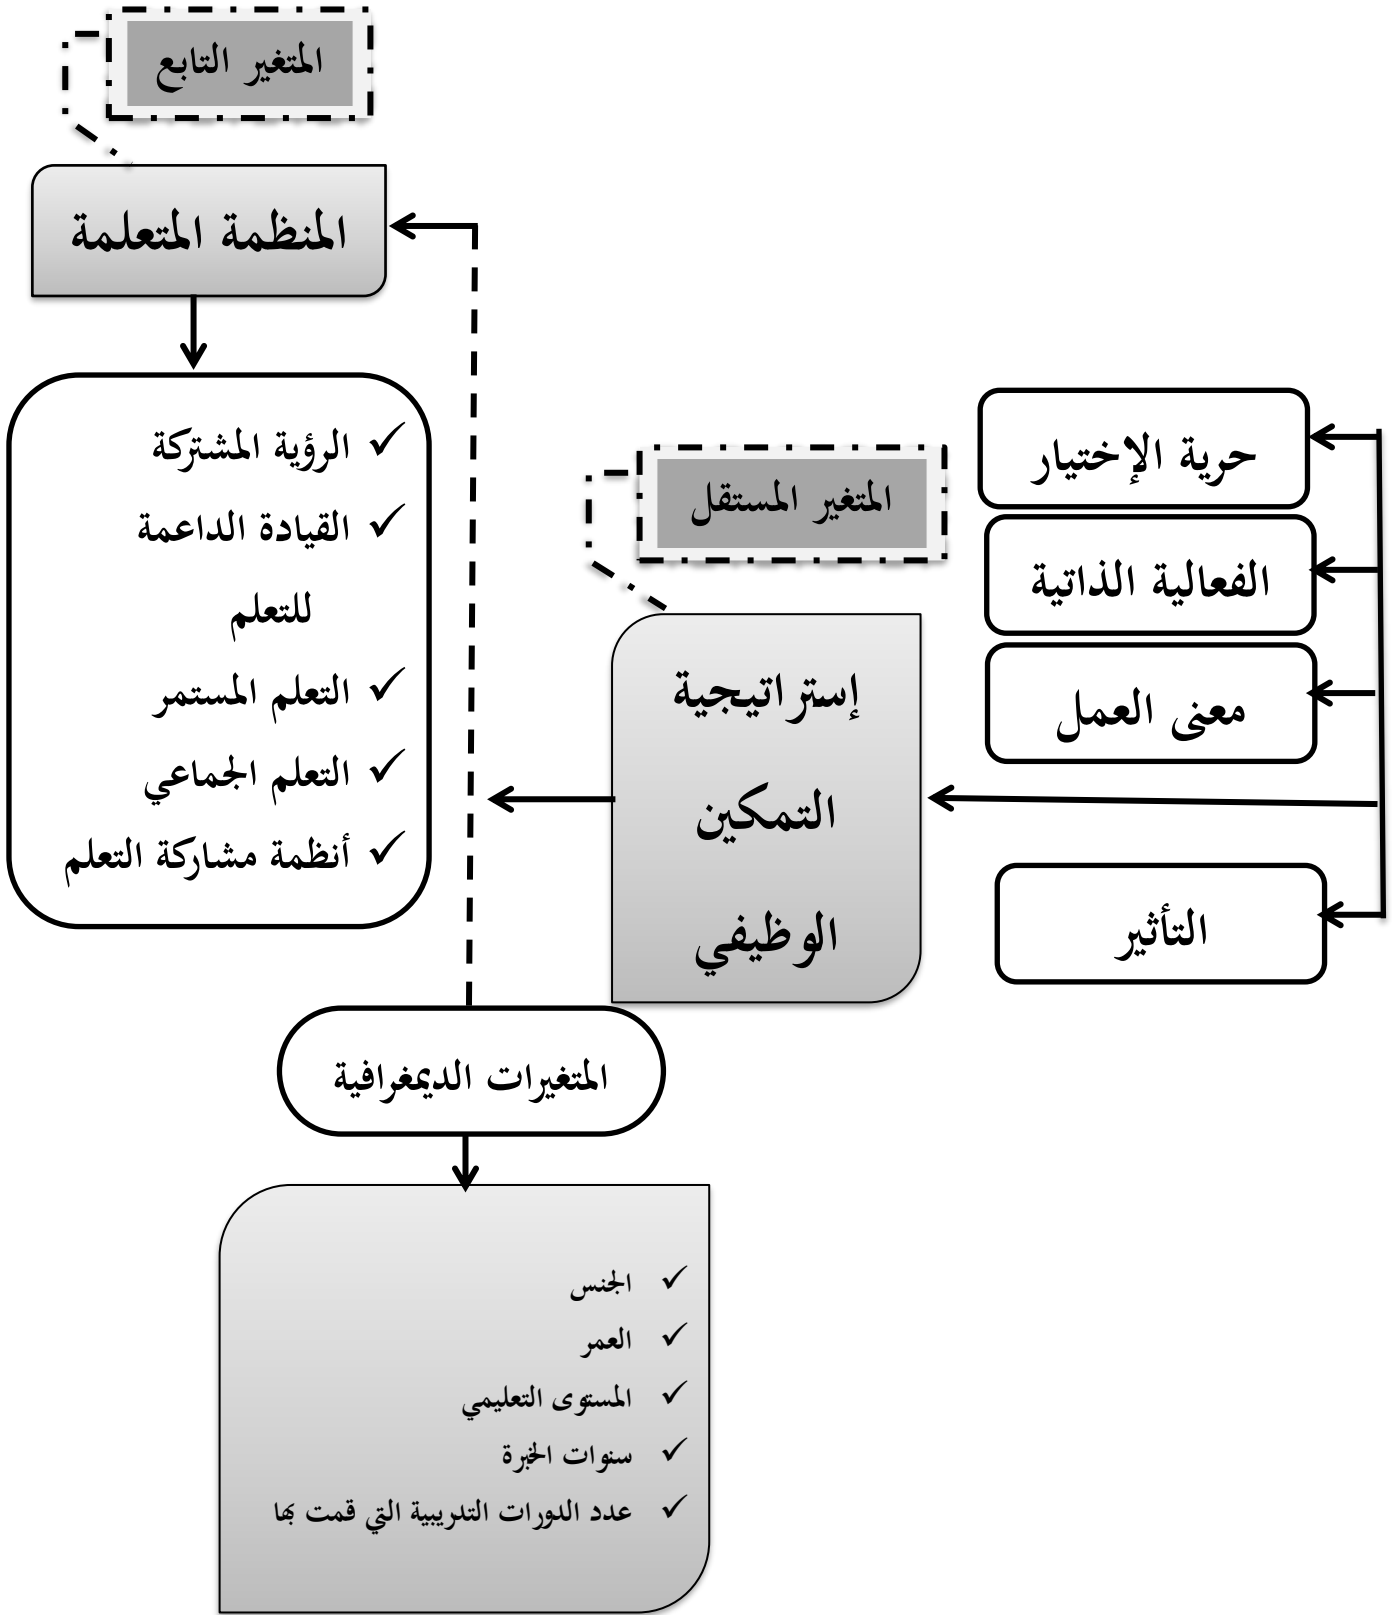 المتغير التابع
المنظمة المتعلمة
الرؤية المشتركة
القيادة الداعمة
للتعلم
التعلم المستمر
التعلم الجماعي
أنظمة مشاركة التعلم
المتغير المستقل
إستراتيجية
التمكين
الوظيفي
حرية الإختيار
الفعالية الذاتية
معنى العمل
التأثير
المتغيرات الديمغرافية
الجنس
العمر
المستوى التعليمي
سنوات الخبرة
عدد الدورات التدريبية التي قمت بها